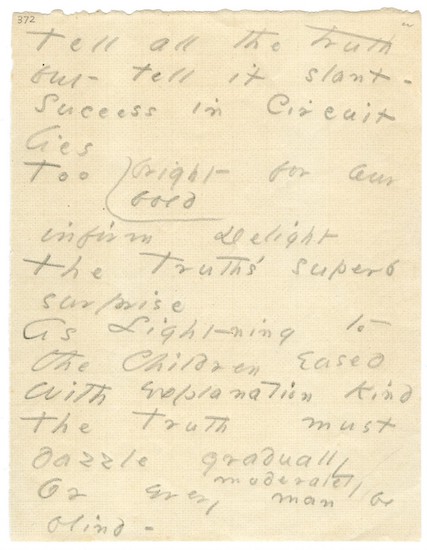 372
Tell all the truth
but – tell it slant –
Success in Circuit
lies
Too bright for our
bold
infirm Delight
The Truth's superb
surprise
As Lightning to
the Children eased
With explanation kind
The Truth must
dazzle gradually
moderately
Or every man be
blind –